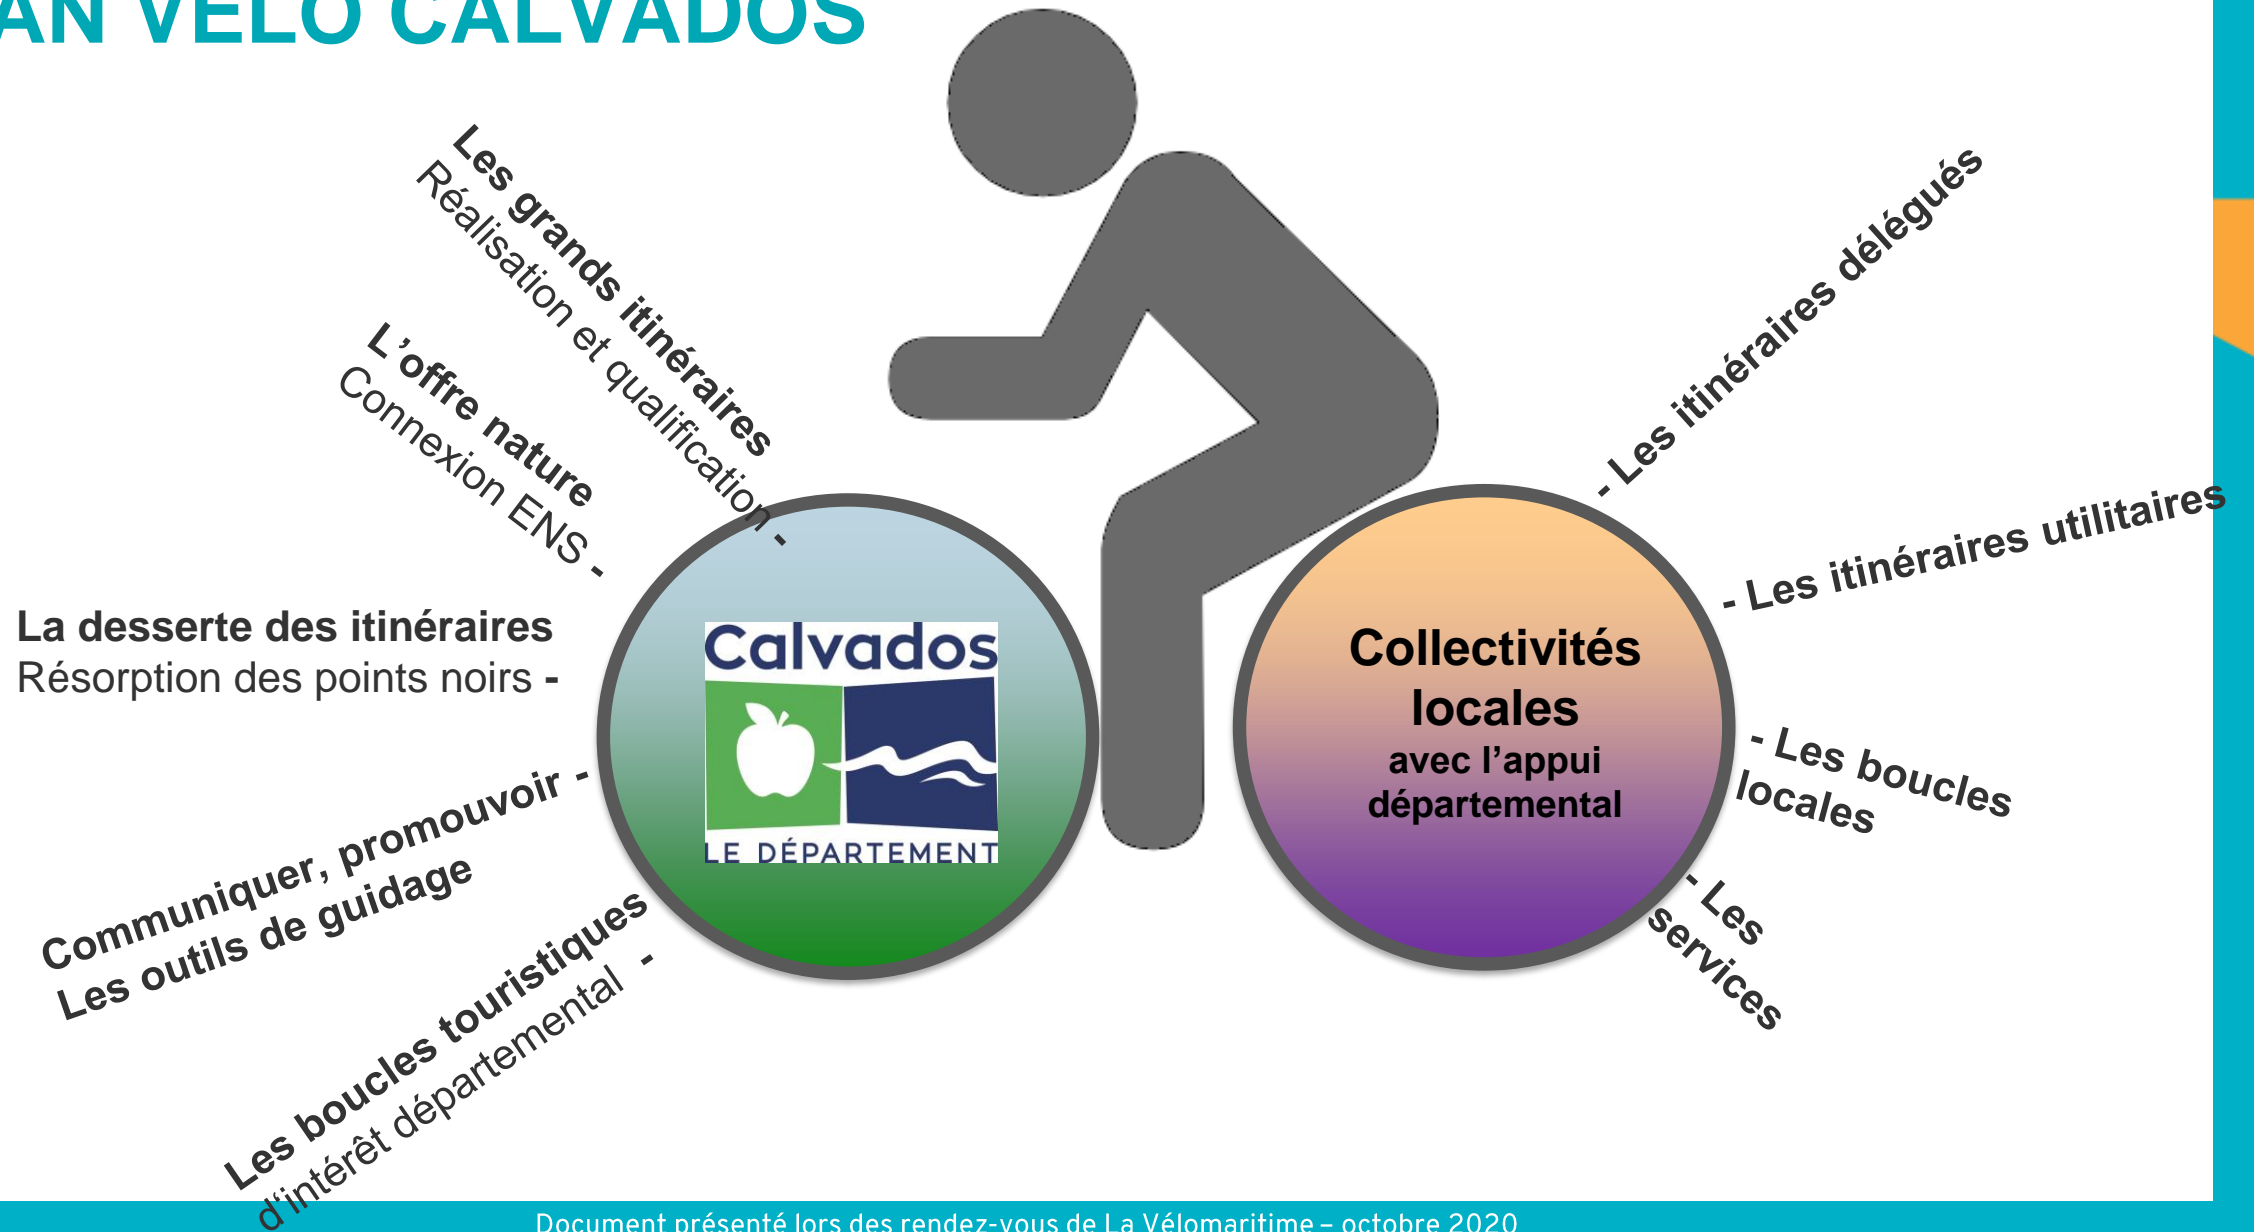 AN VÉLO CALVADOS
Les grands itinéraires
Réalisation et qualification -
L'offre nature
Connexion ENS -
La desserte des itinéraires
Résorption des points noirs -
Communiquer, promouvoir -
Les outils de guidage
Les boucles touristiques
d'intérêt départemental -
Calvados
LE DÉPARTEMENT
Collectivités
locales
avec l'appui
départemental
- Les itinéraires délégués
- Les itinéraires utilitaires
- Les boucles
locales
- Les
services
Document présenté lors des rendez-vous de La Vélomaritime – octobre 2020